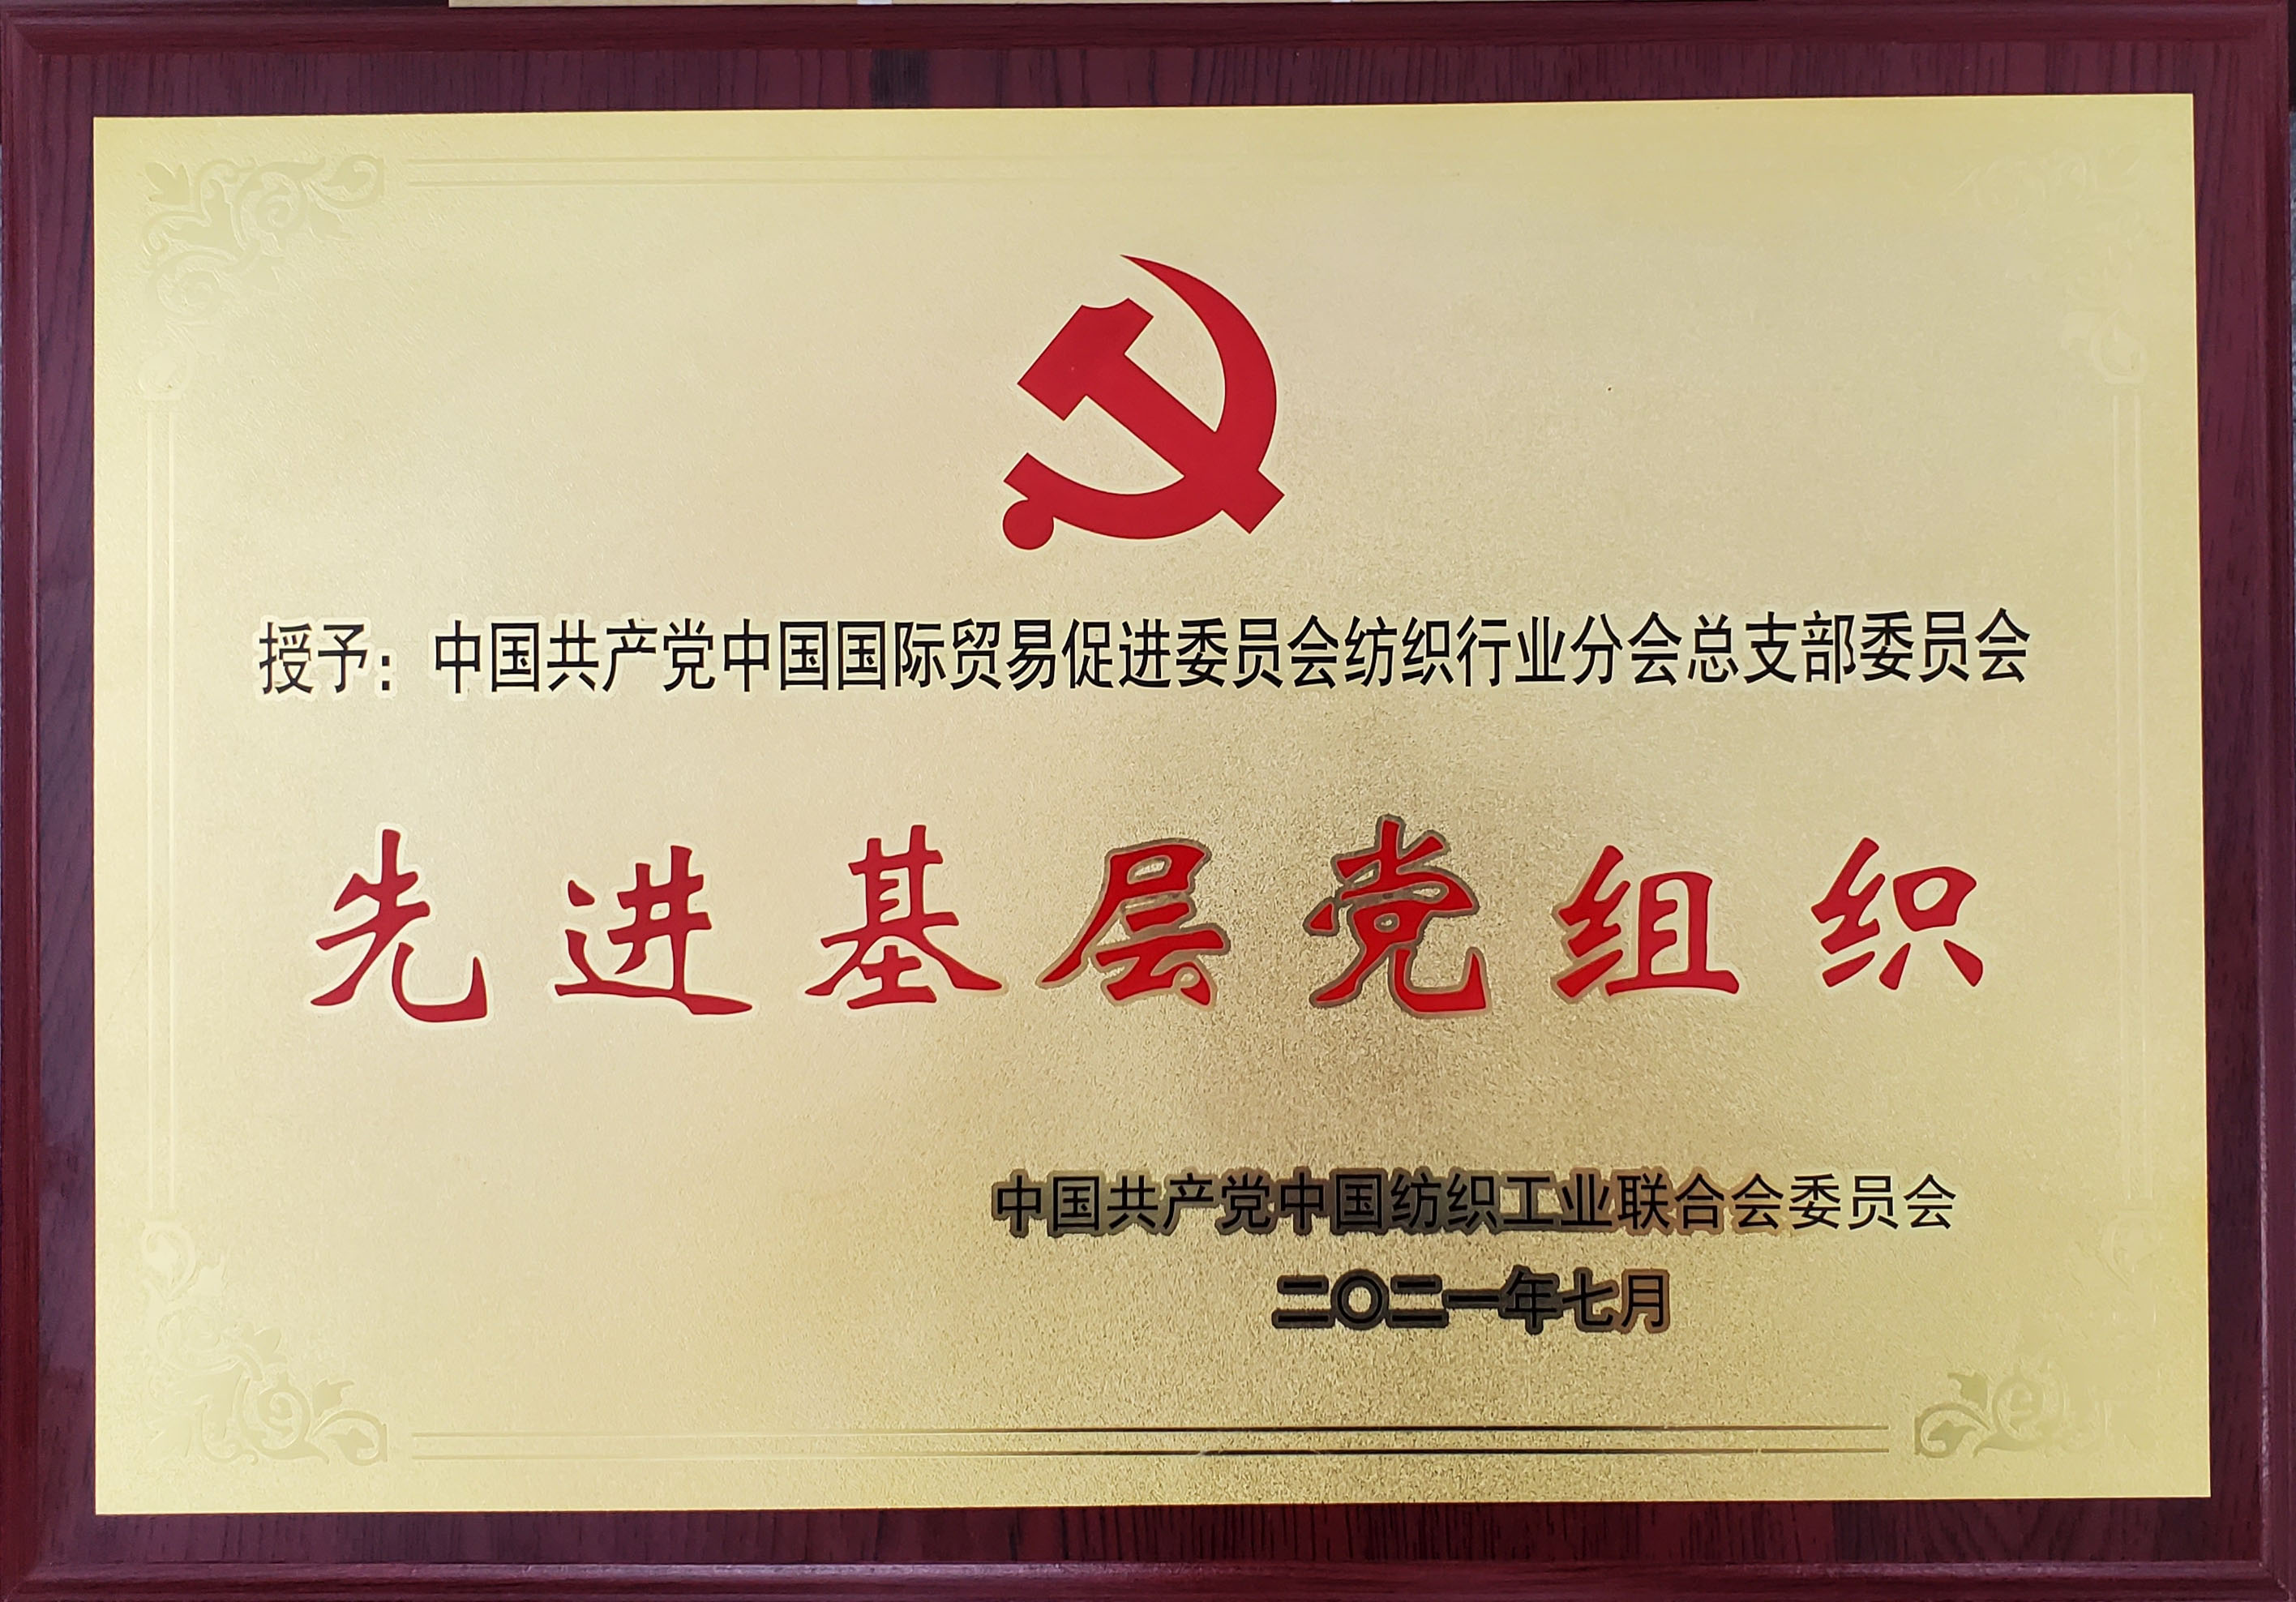 授予：中国共产党中国国际贸易促进委员会纺织行业分会总支部委员会
先进基层党组织
中国共产党中国纺织工业联合会委员会
二〇二一年七月